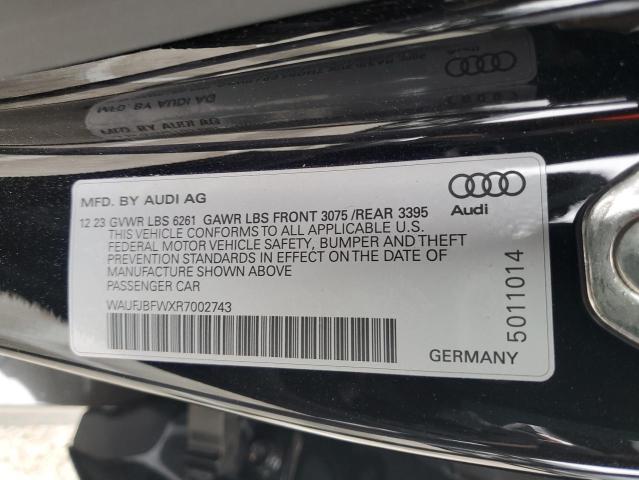 MFD. BY AUDI AG
12 23 GVWR LBS 6261 GAWR LBS FRONT 3075 /REAR 3395
THIS VEHICLE CONFORMS TO ALL APPLICABLE U.S.
FEDERAL MOTOR VEHICLE SAFETY, BUMPER AND THEFT
PREVENTION STANDARDS IN EFFECT ON THE DATE OF
MANUFACTURE SHOWN ABOVE
PASSENGER CAR
WAUFJBFWXR7002743
Audi
5011014
GERMANY